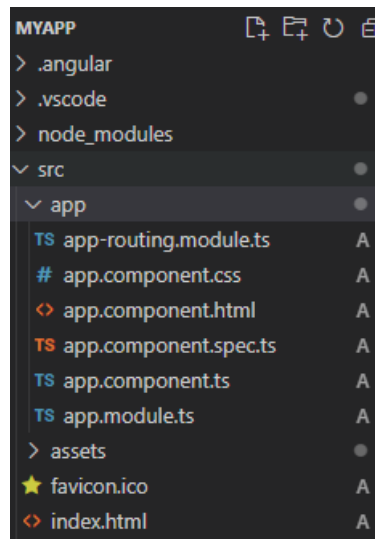 MYAPP
.angular
.vscode
node_modules
src
app
TS app-routing.module.ts A
# app.component.css A
<> app.component.html A
TS app.component.spec.ts A
TS app.component.ts A
TS app.module.ts A
assets
favicon.ico A
<> index.html A